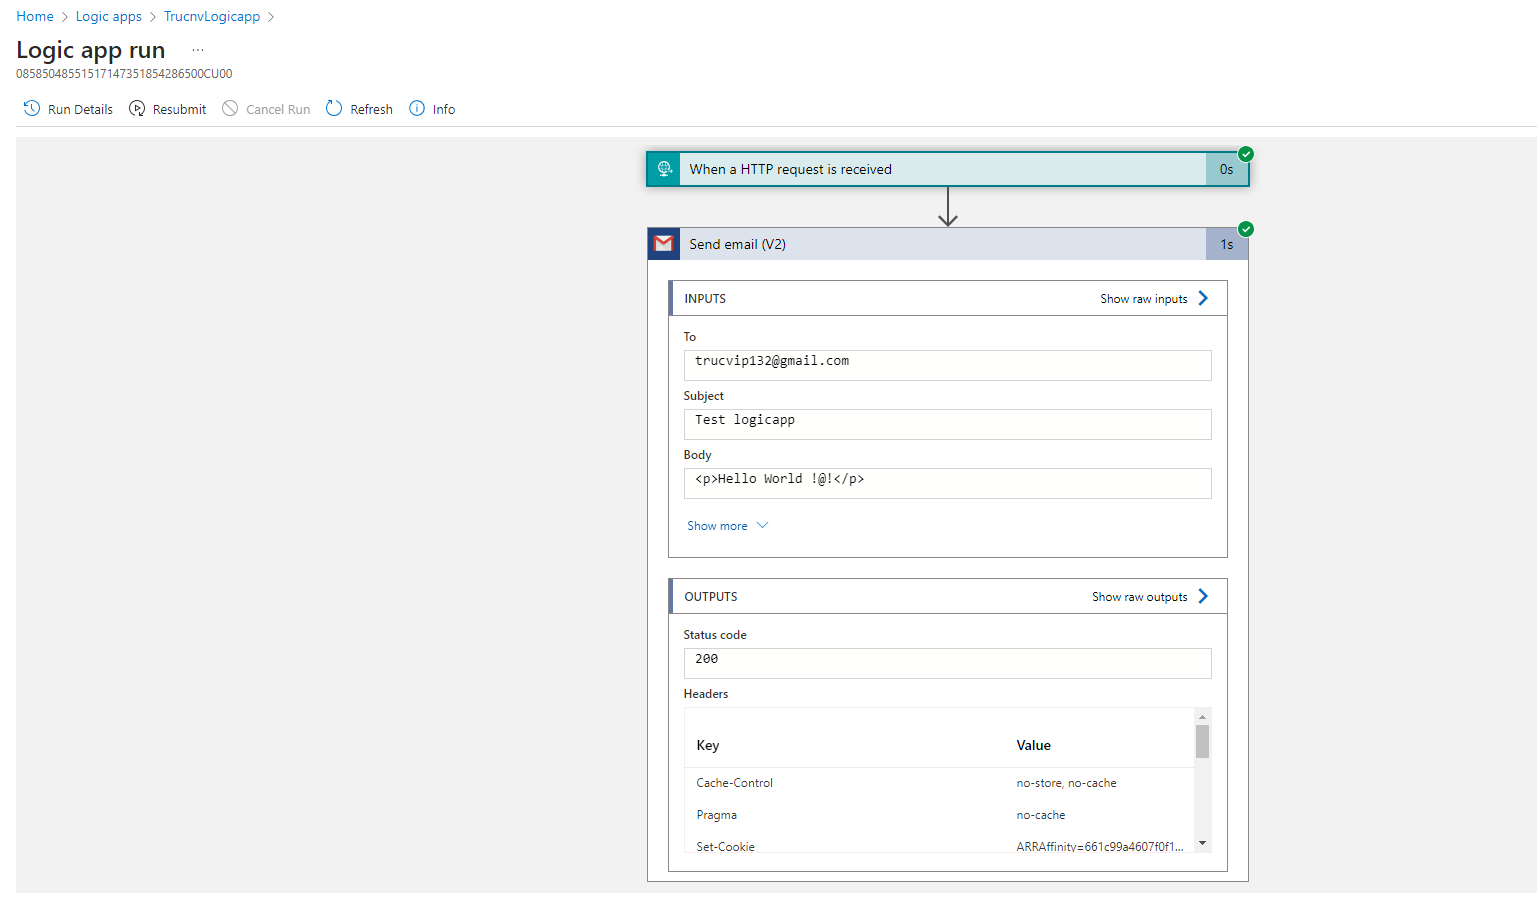 Home > Logic apps > TrucnvLogicapp >
Logic app run ...
08585048551517147351854286500CU00
Run Details Resubmit Cancel Run Refresh Info
When a HTTP request is received 0s
Send email (V2) 1s
INPUTS Show raw inputs
To
trucvip132@gmail.com
Subject
Test logicapp
Body
<p>Hello World !@!</p>
Show more
OUTPUTS Show raw outputs
Status code
200
Headers
Key Value
Cache-Control no-store, no-cache
Pragma no-cache
Set-Cookie ARRAffinity=661c99a4607f0f1...